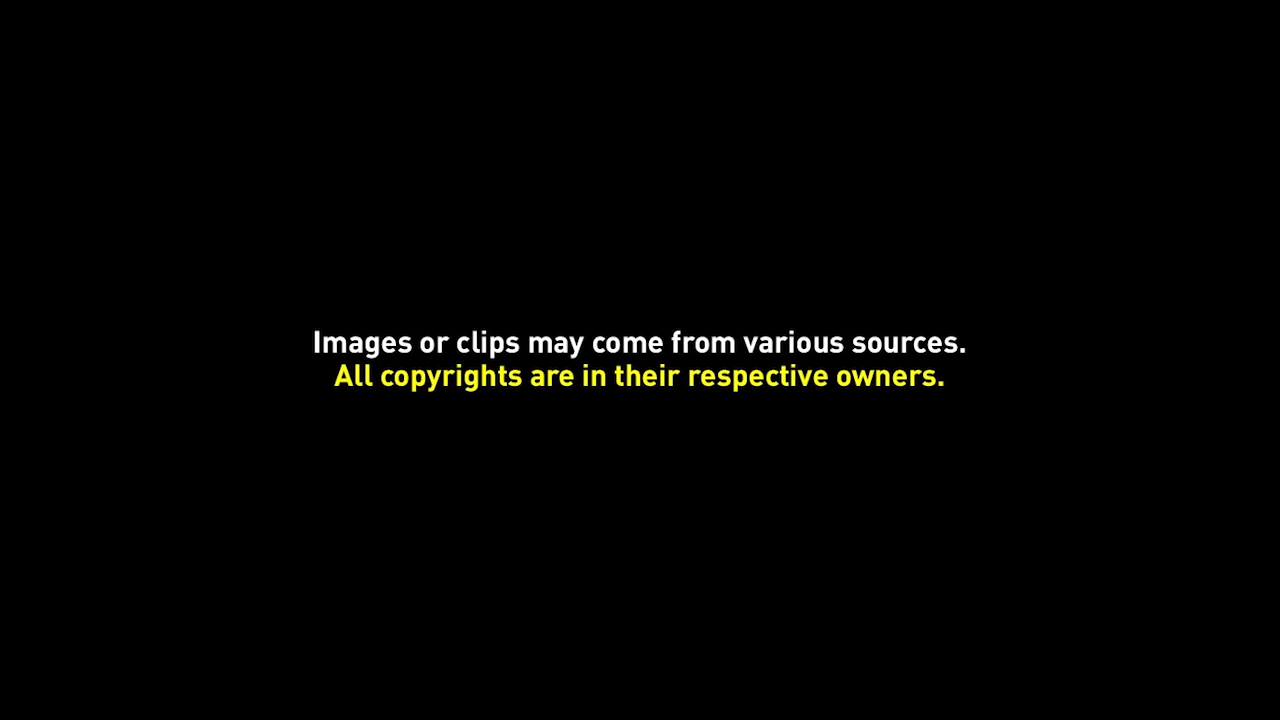 Images or clips may come from various sources.
All copyrights are in their respective owners.